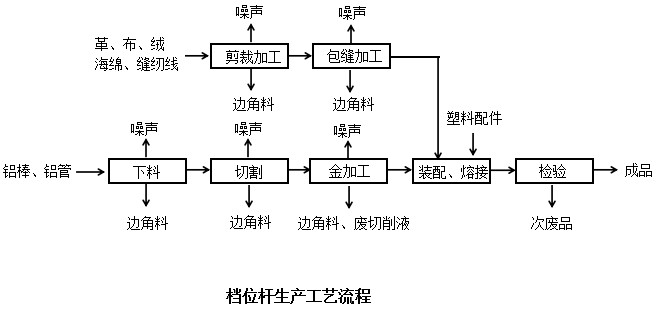 噪声
噪声
革、布、绒
海绵、缝纫线
剪裁加工
包缝加工
边角料
边角料
塑料配件
噪声
噪声
噪声
铝棒、铝管
下料
切割
金加工
装配、熔接
检验
成品
边角料
边角料
边角料、废切削液
次废品
档位杆生产工艺流程